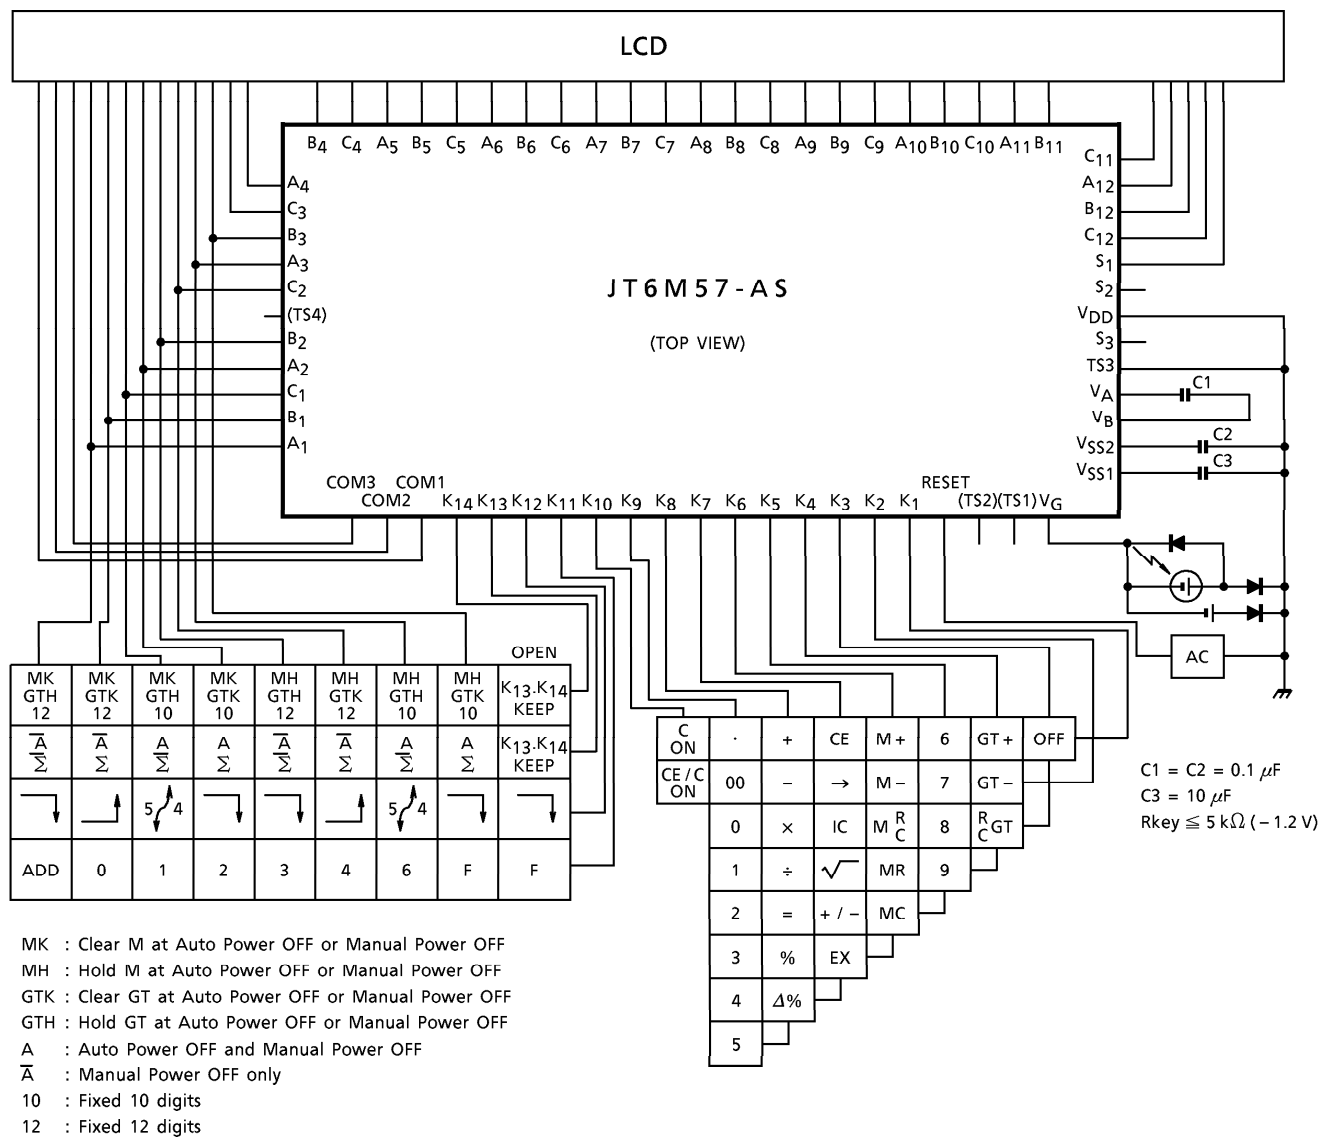 LCD
B4 C4 A5 B5 C5 A6 B6 C6 A7 B7 C7 A8 B8 C8 A9 B9 C9 A10 B10 C10 A11 B11
A4
C3
B3
A3
C2
(TS4)
B2
A2
C1
B1
A1
C11
A12
B12
C12
S1
S2
VDD
S3
TS3
VA
VB
VSS2
VSS1
C1
C2
C3
JT6M57-AS
(TOP VIEW)
COM3 COM1 RESET
COM2 K14 K13 K12 K11 K10 K9 K8 K7 K6 K5 K4 K3 K2 K1 (TS2)(TS1) VG
AC
OPEN
MK GTH 12 MK GTK 12 MK GTH 10 MK GTK 10 MH GTH 12 MH GTK 12 MH GTH 10 MH GTK 10 K13.K14 KEEP
A̅ Σ̅ A̅ Σ A Σ̅ A Σ A̅ Σ̅ A̅ Σ A Σ̅ A Σ K13.K14 KEEP
5 4 5 4
ADD 0 1 2 3 4 6 F F
C ON · + CE M+ 6 GT+ OFF
CE/C ON 00 − → M− 7 GT−
0 × IC M R C 8 R C GT
1 ÷ √ MR 9
2 = +/− MC
3 % EX
4 Δ%
5
C1 = C2 = 0.1 μF
C3 = 10 μF
Rkey ≦ 5 kΩ (−1.2 V)
MK : Clear M at Auto Power OFF or Manual Power OFF
MH : Hold M at Auto Power OFF or Manual Power OFF
GTK : Clear GT at Auto Power OFF or Manual Power OFF
GTH : Hold GT at Auto Power OFF or Manual Power OFF
A : Auto Power OFF and Manual Power OFF
A̅ : Manual Power OFF only
10 : Fixed 10 digits
12 : Fixed 12 digits